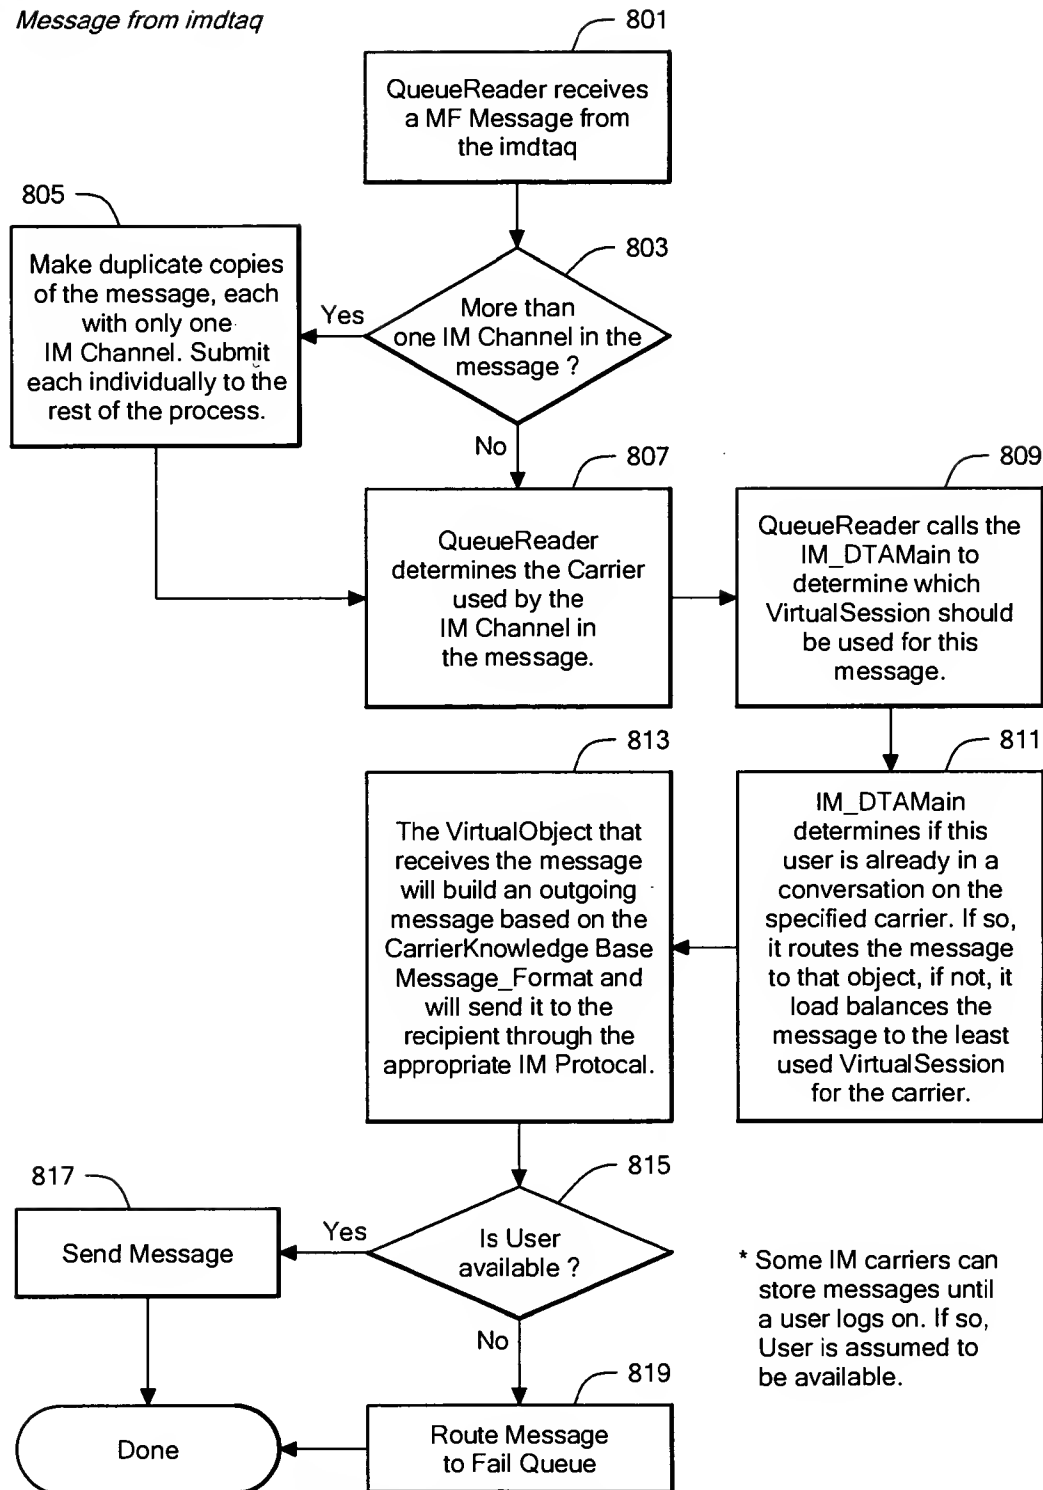 Message from imdtaq
801
QueueReader receives
a MF Message from
the imdtaq
805
803
Make duplicate copies
of the message, each
with only one
IM Channel. Submit
each individually to the
rest of the process.
Yes
More than
one IM Channel in the
message ?
No
807
809
QueueReader
determines the Carrier
used by the
IM Channel in
the message.
QueueReader calls the
IM_DTAMain to
determine which
VirtualSession should
be used for this
message.
813
811
The VirtualObject that
receives the message
will build an outgoing
message based on the
CarrierKnowledge Base
Message_Format and
will send it to the
recipient through the
appropriate IM Protocal.
IM_DTAMain
determines if this
user is already in a
conversation on the
specified carrier. If so,
it routes the message
to that object, if not, it
load balances the
message to the least
used VirtualSession
for the carrier.
817
815
Send Message
Yes
Is User
available ?
* Some IM carriers can
store messages until
a user logs on. If so,
User is assumed to
be available.
No
819
Done
Route Message
to Fail Queue